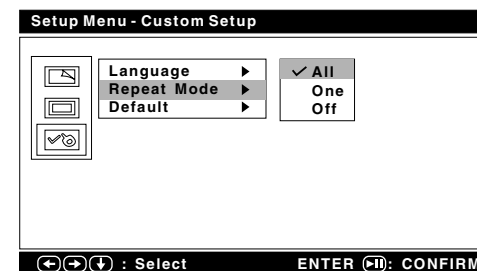 Setup Menu - Custom Setup
Language
Repeat Mode
Default
All
One
Off
: Select ENTER : CONFIRM